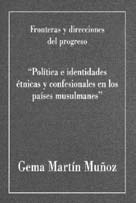 Fronteras y direcciones
del progreso
“Política e identidades
étnicas y confesionales en los
países musulmanes”
Gema Martín Muñoz